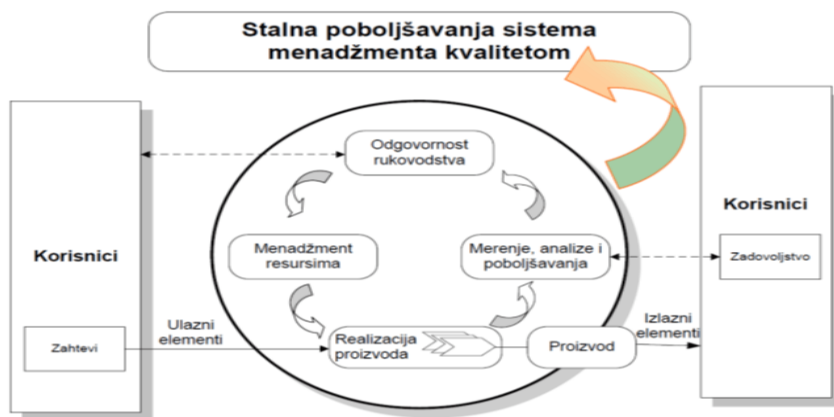 Stalna poboljšavanja sistema
menadžmenta kvalitetom
Odgovornost
rukovodstva
Korisnici
Korisnici
Menadžment
resursima
Merenje, analize i
poboljšavanja
Zadovoljstvo
Ulazni
elementi
Izlazni
elementi
Zahtevi
Realizacija
proizvoda
Proizvod